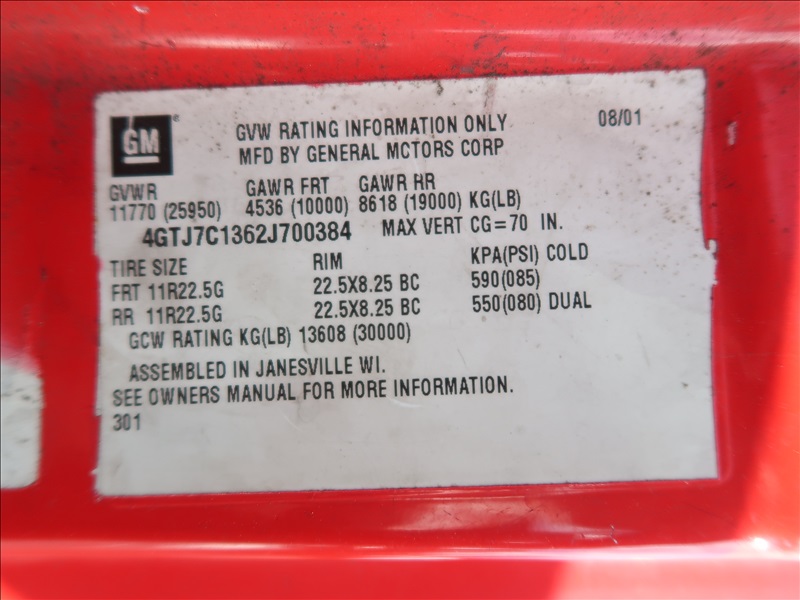 GM
GVW RATING INFORMATION ONLY 08/01
MFD BY GENERAL MOTORS CORP
GVWR GAWR FRT GAWR RR
11770 (25950) 4536 (10000) 8618 (19000) KG(LB)
4GTJ7C1362J700384 MAX VERT CG=70 IN.
TIRE SIZE RIM KPA(PSI) COLD
FRT 11R22.5G 22.5X8.25 BC 590(085)
RR 11R22.5G 22.5X8.25 BC 550(080) DUAL
GCW RATING KG(LB) 13608 (30000)
ASSEMBLED IN JANESVILLE WI.
SEE OWNERS MANUAL FOR MORE INFORMATION.
301